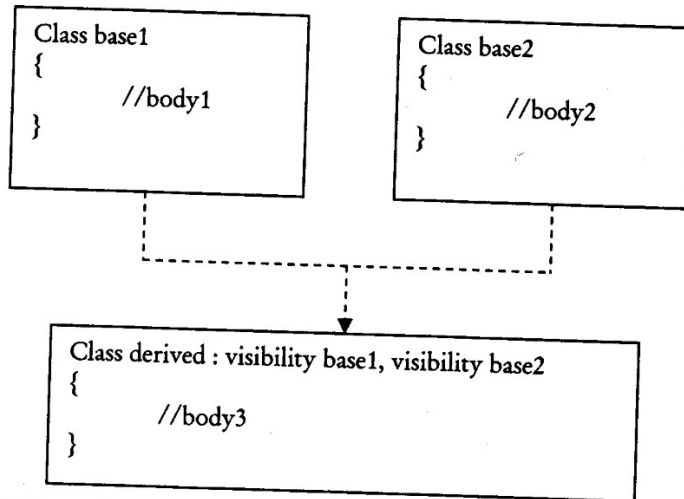 Class base1
{
//body1
}
Class base2
{
//body2
}
Class derived : visibility base1, visibility base2
{
//body3
}